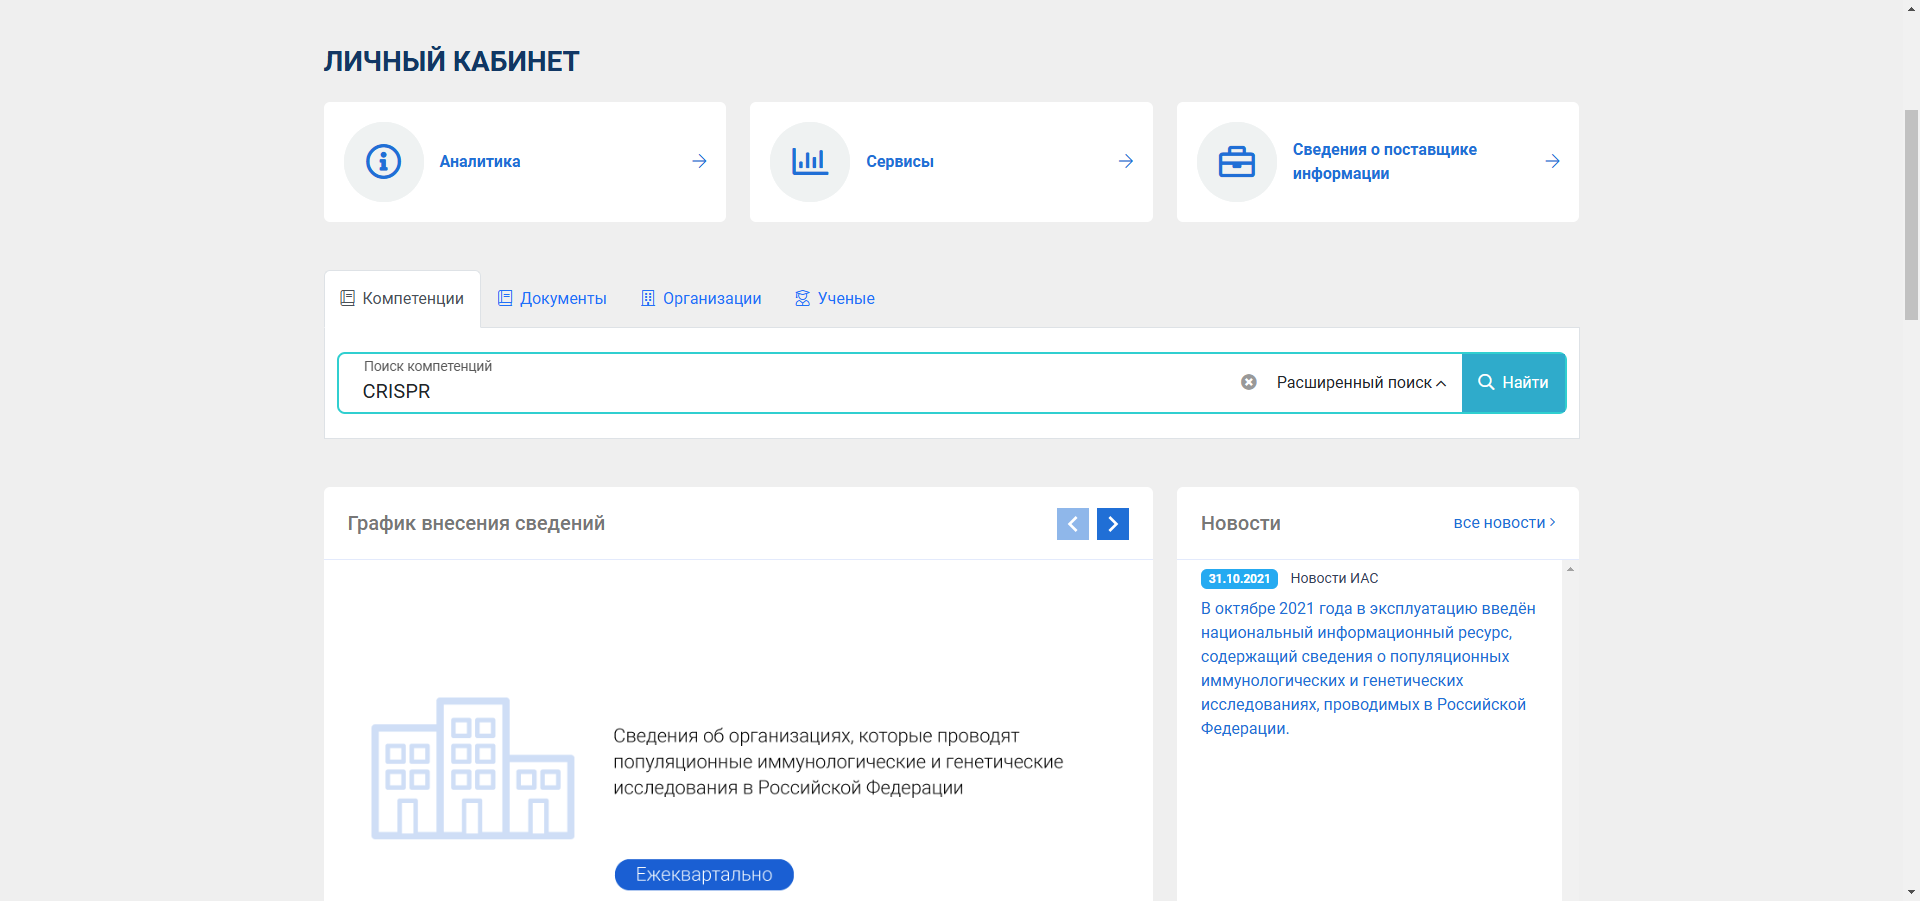 ЛИЧНЫЙ КАБИНЕТ
Аналитика
Сервисы
Сведения о поставщике
информации
Компетенции
Документы
Организации
Ученые
Поиск компетенций
CRISPR
Расширенный поиск
Найти
График внесения сведений
Сведения об организациях, которые проводят
популяционные иммунологические и генетические
исследования в Российской Федерации
Ежеквартально
Новости
все новости
31.10.2021 Новости ИАС
В октябре 2021 года в эксплуатацию введён
национальный информационный ресурс,
содержащий сведения о популяционных
иммунологических и генетических
исследованиях, проводимых в Российской
Федерации.